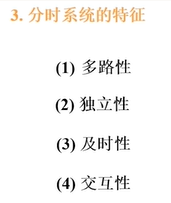 3. 分时系统的特征
(1) 多路性
(2) 独立性
(3) 及时性
(4) 交互性